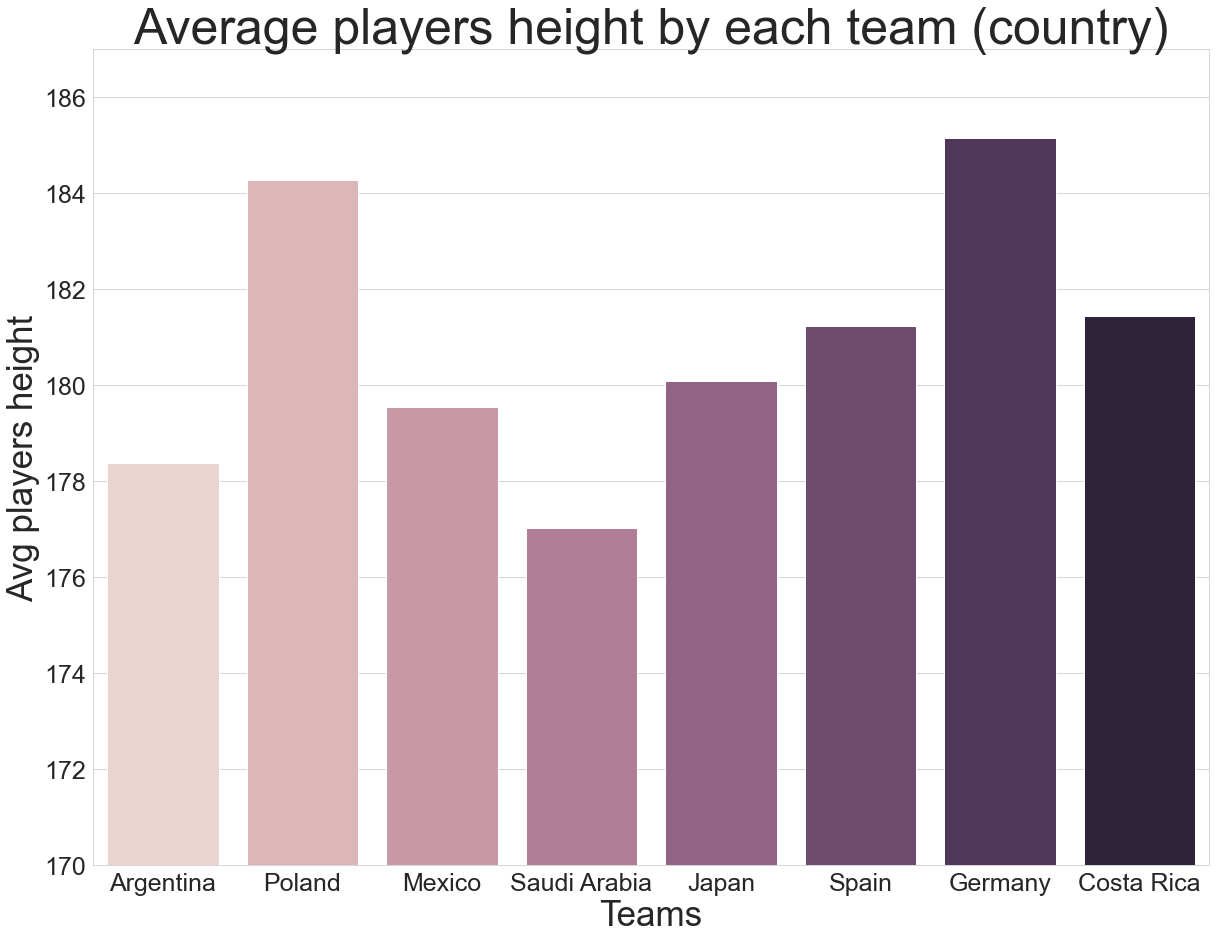 Average players height by each team (country)
186
184
182
180
178
176
174
172
170
Avg players height
Argentina Poland Mexico Saudi Arabia Japan Spain Germany Costa Rica
Teams